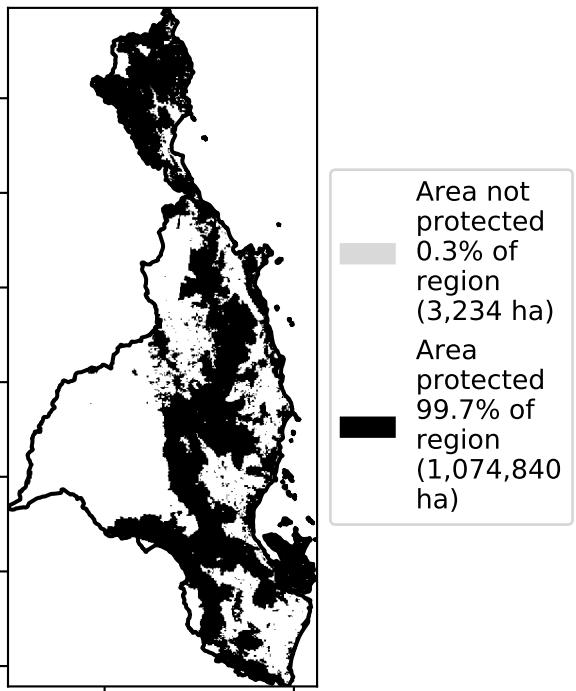 Area not
protected
0.3% of
region
(3,234 ha)
Area
protected
99.7% of
region
(1,074,840
ha)